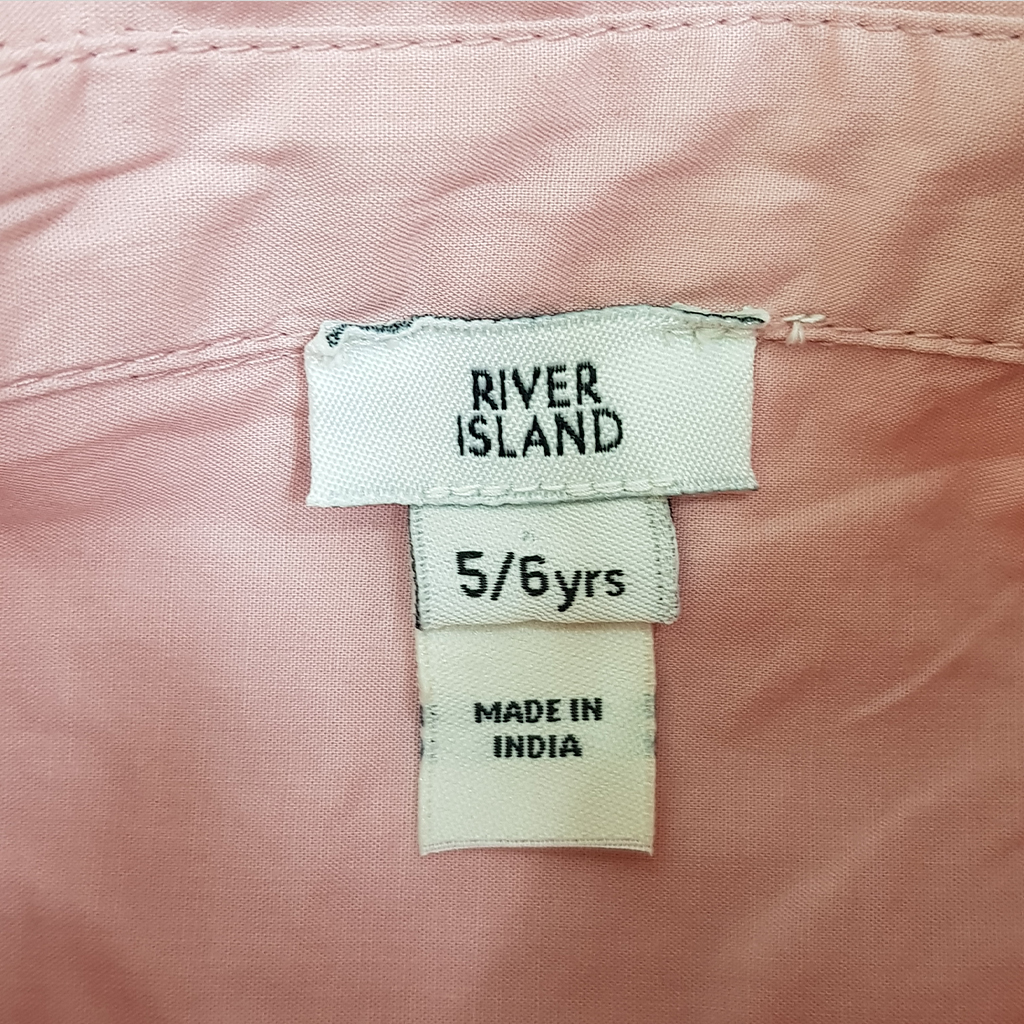 RIVER
ISLAND
5/6yrs
MADE IN
INDIA